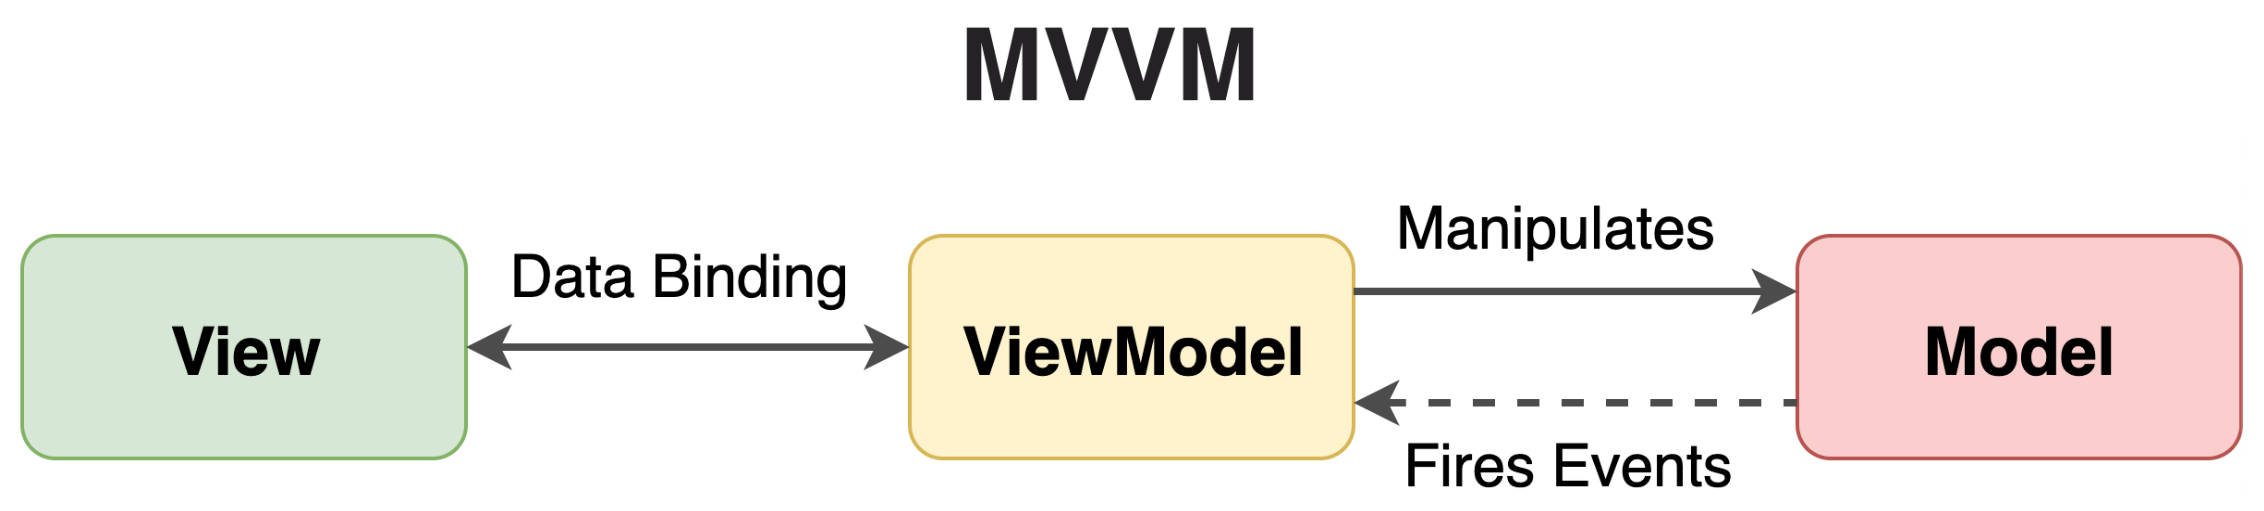 MVVM
Manipulates
Data Binding
View
ViewModel
Model
Fires Events